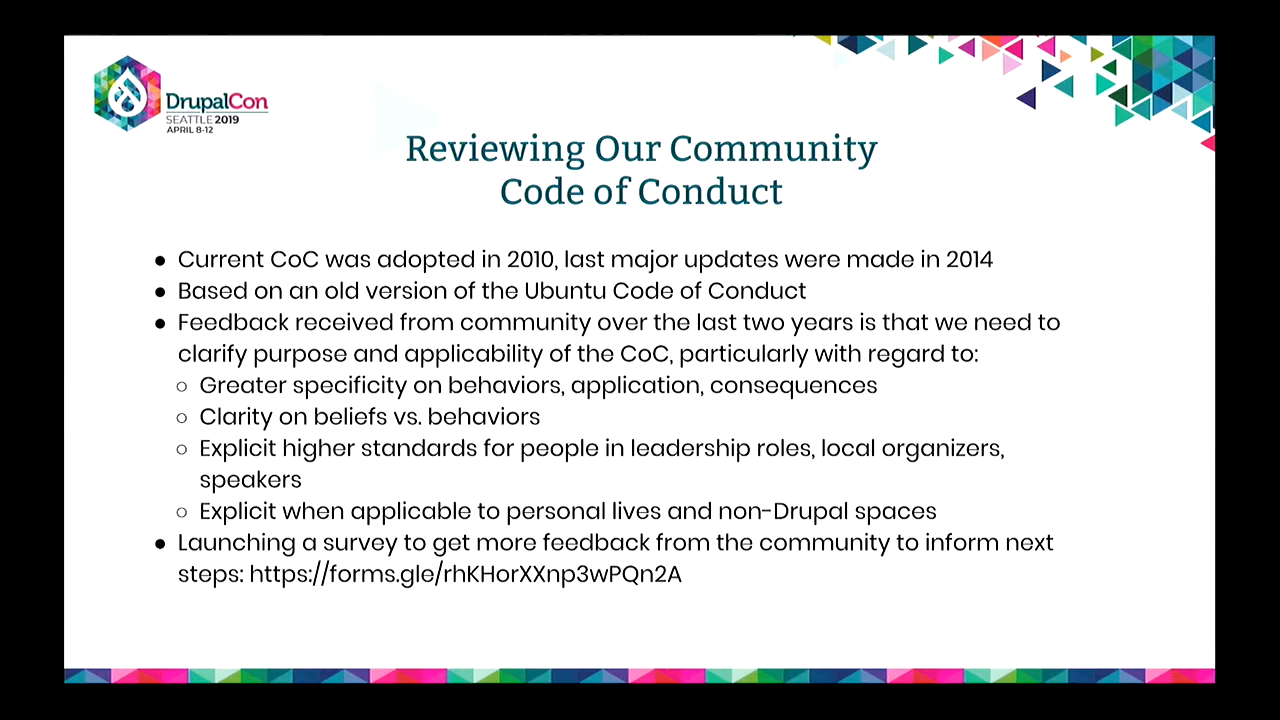 DrupalCon
SEATTLE 2019
APRIL 8-12
Reviewing Our Community
Code of Conduct
● Current CoC was adopted in 2010, last major updates were made in 2014
● Based on an old version of the Ubuntu Code of Conduct
● Feedback received from community over the last two years is that we need to
clarify purpose and applicability of the CoC, particularly with regard to:
○ Greater specificity on behaviors, application, consequences
○ Clarity on beliefs vs. behaviors
○ Explicit higher standards for people in leadership roles, local organizers,
speakers
○ Explicit when applicable to personal lives and non-Drupal spaces
● Launching a survey to get more feedback from the community to inform next
steps: https://forms.gle/rhKHorXXnp3wPQn2A